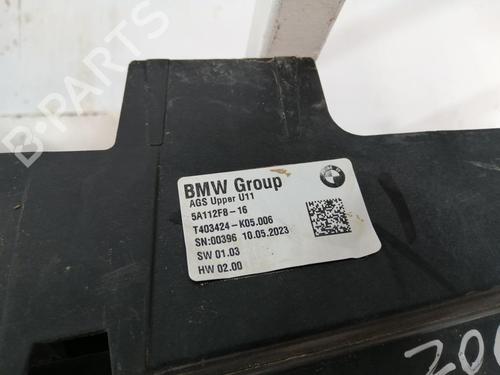 B-PARTS
BMW Group
AGS Upper U11
5A112F8-16
T403424-K05.006
SN:00396 10.05.2023
SW 01.03
HW 02.00